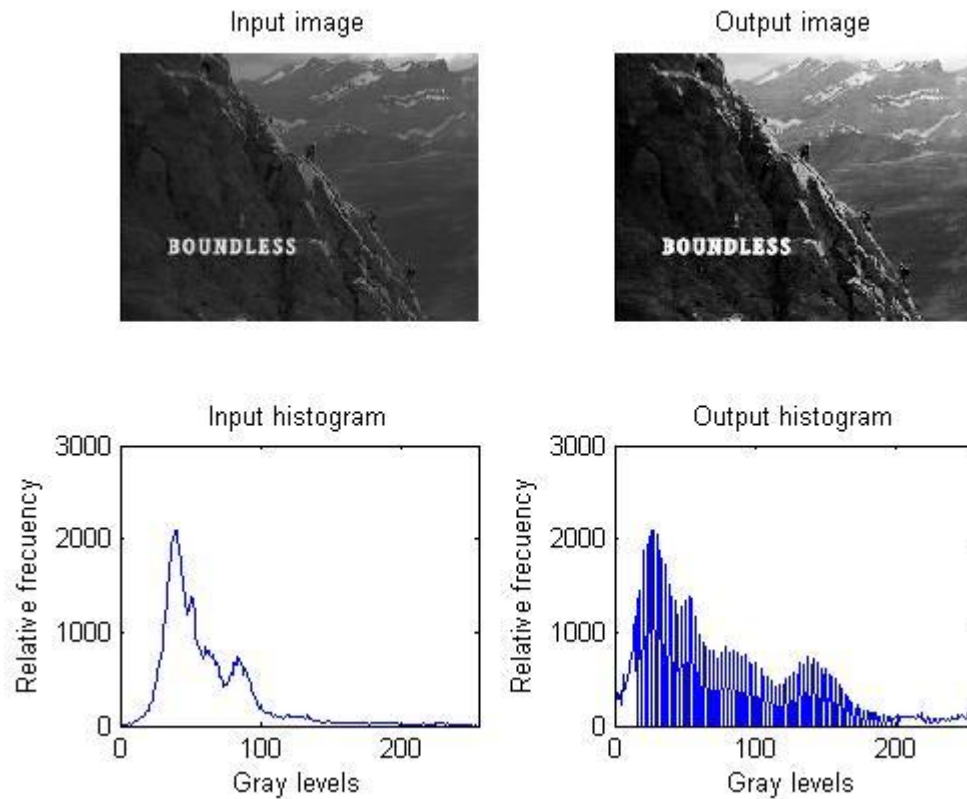 Input image
Output image
BOUNDLESS
BOUNDLESS
Input histogram
Output histogram
3000
2000
1000
0
Relative frecuency
0 100 200
Gray levels
3000
2000
1000
0
Relative frecuency
0 100 200
Gray levels